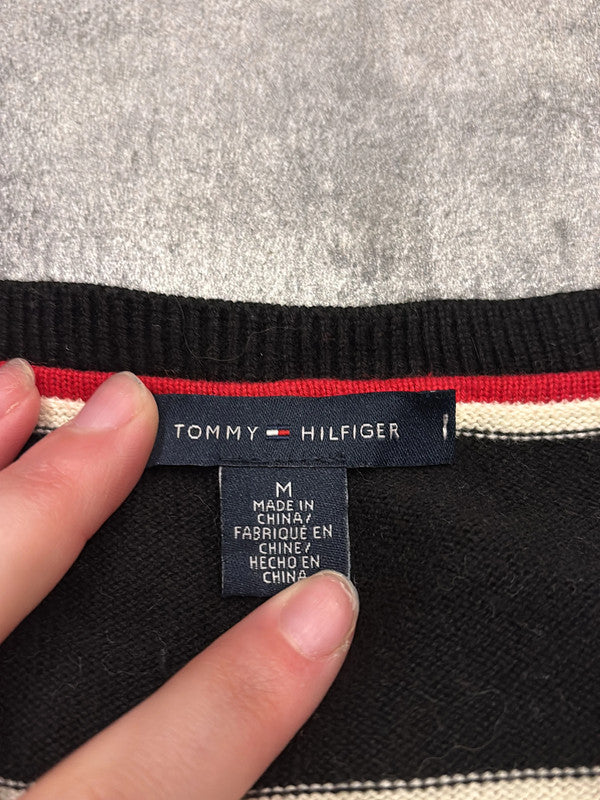 TOMMY HILFIGER
M
MADE IN
CHINA/
FABRIQUÉ EN
CHINE/
HECHO EN
CHINA